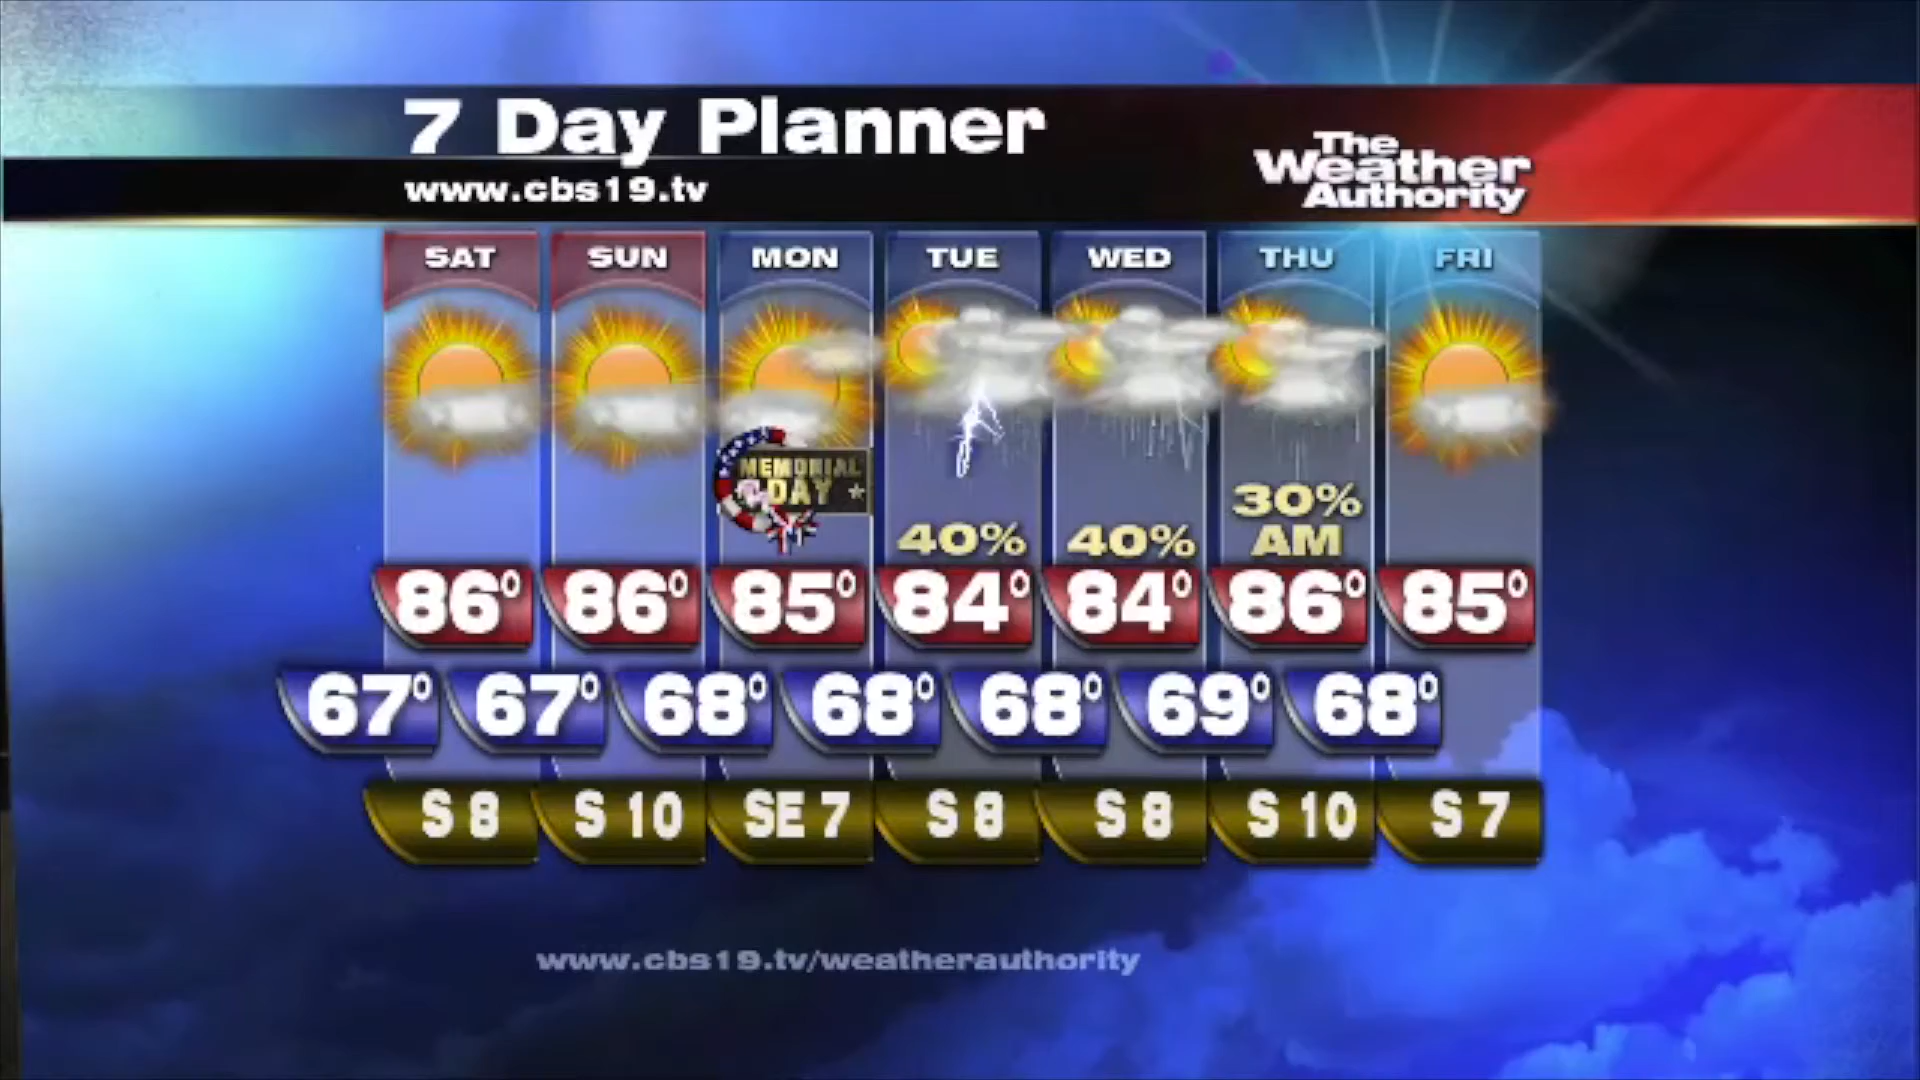 7 Day Planner
www.cbs19.tv
The
Weather
Authority
SAT SUN MON TUE WED THU FRI
MEMORIAL
DAY
40% 40% 30%
AM
86° 86° 85° 84° 84° 86° 85°
67° 67° 68° 68° 68° 69° 68°
S 8 S 10 SE 7 S 8 S 8 S 10 S 7
www.cbs19.tv/weatherauthority